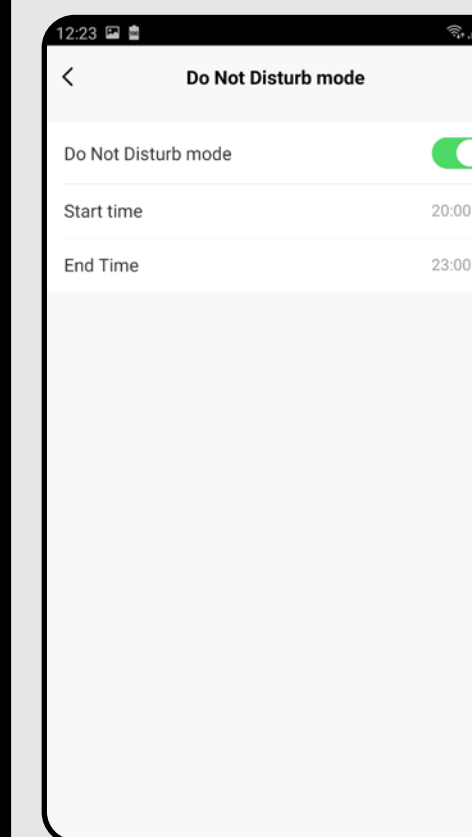 12:23
Do Not Disturb mode
Do Not Disturb mode
Start time 20:00
End Time 23:00